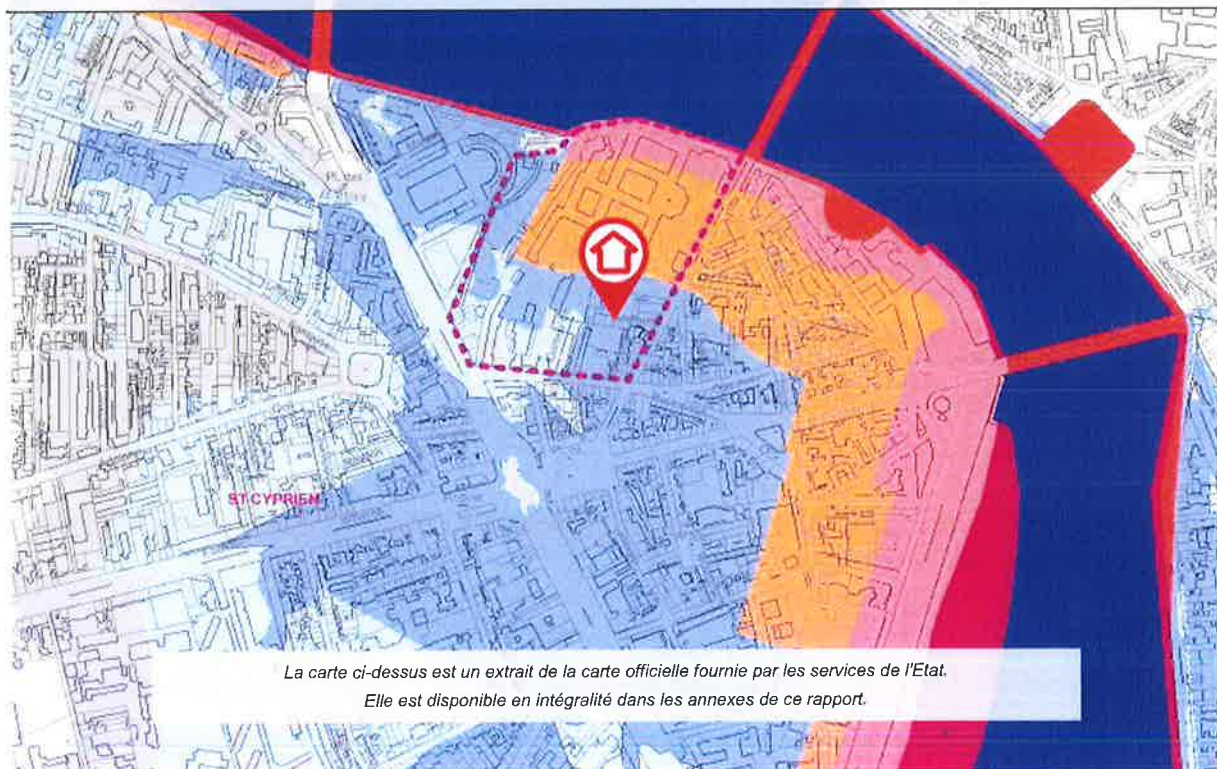 ST CYPRIEN
La carte ci-dessus est un extrait de la carte officielle fournie par les services de l'Etat.
Elle est disponible en intégralité dans les annexes de ce rapport.